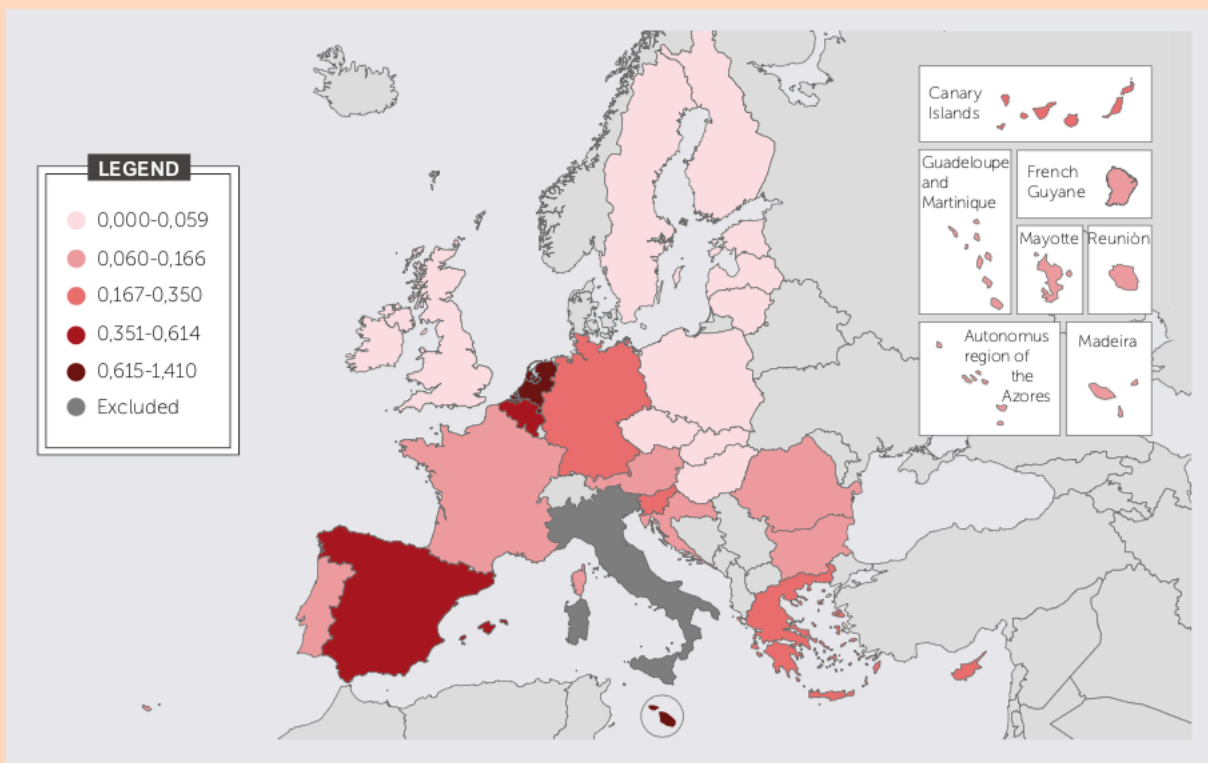 LEGEND
0,000-0,059
0,060-0,166
0,167-0,350
0,351-0,614
0,615-1,410
Excluded
Canary
Islands
Guadeloupe
and
Martinique
French
Guyane
Mayotte
Reuniòn
Autonomus
region of
the
Azores
Madeira